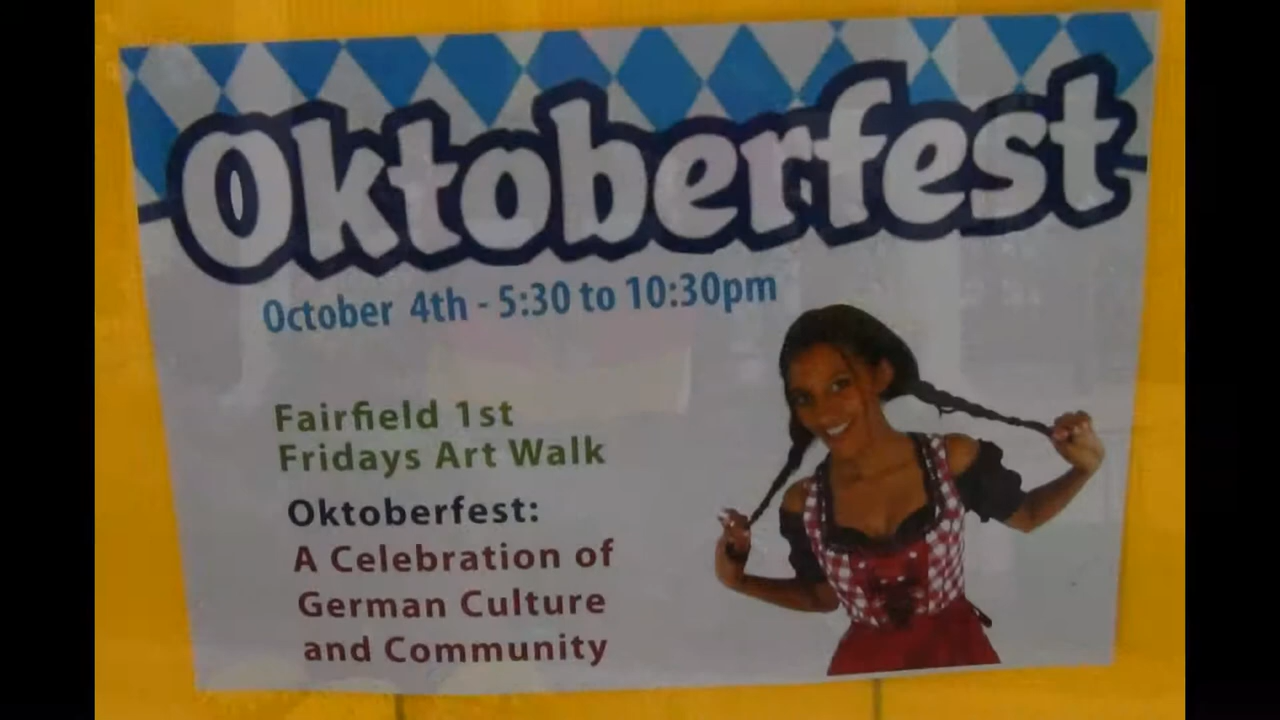 Oktoberfest
October 4th - 5:30 to 10:30pm
Fairfield 1st
Fridays Art Walk
Oktoberfest:
A Celebration of
German Culture
and Community